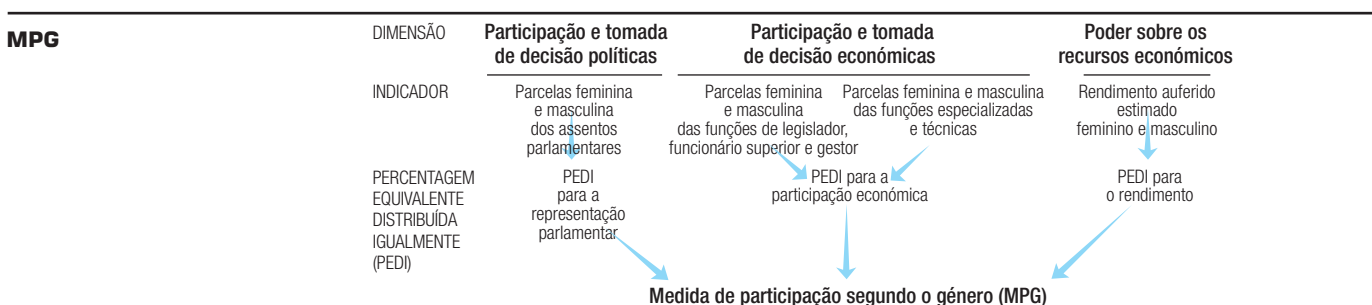 MPG
DIMENSÃO
Participação e tomada
de decisão políticas
Participação e tomada
de decisão económicas
Poder sobre os
recursos económicos
INDICADOR
Parcelas feminina
e masculina
dos assentos
parlamentares
Parcelas feminina
e masculina
das funções de legislador,
funcionário superior e gestor
Parcelas feminina e masculina
das funções especializadas
e técnicas
Rendimento auferido
estimado
feminino e masculino
PERCENTAGEM
EQUIVALENTE
DISTRIBUÍDA
IGUALMENTE
(PEDI)
PEDI
para a
representação
parlamentar
PEDI para a
participação económica
PEDI para
o rendimento
Medida de participação segundo o género (MPG)